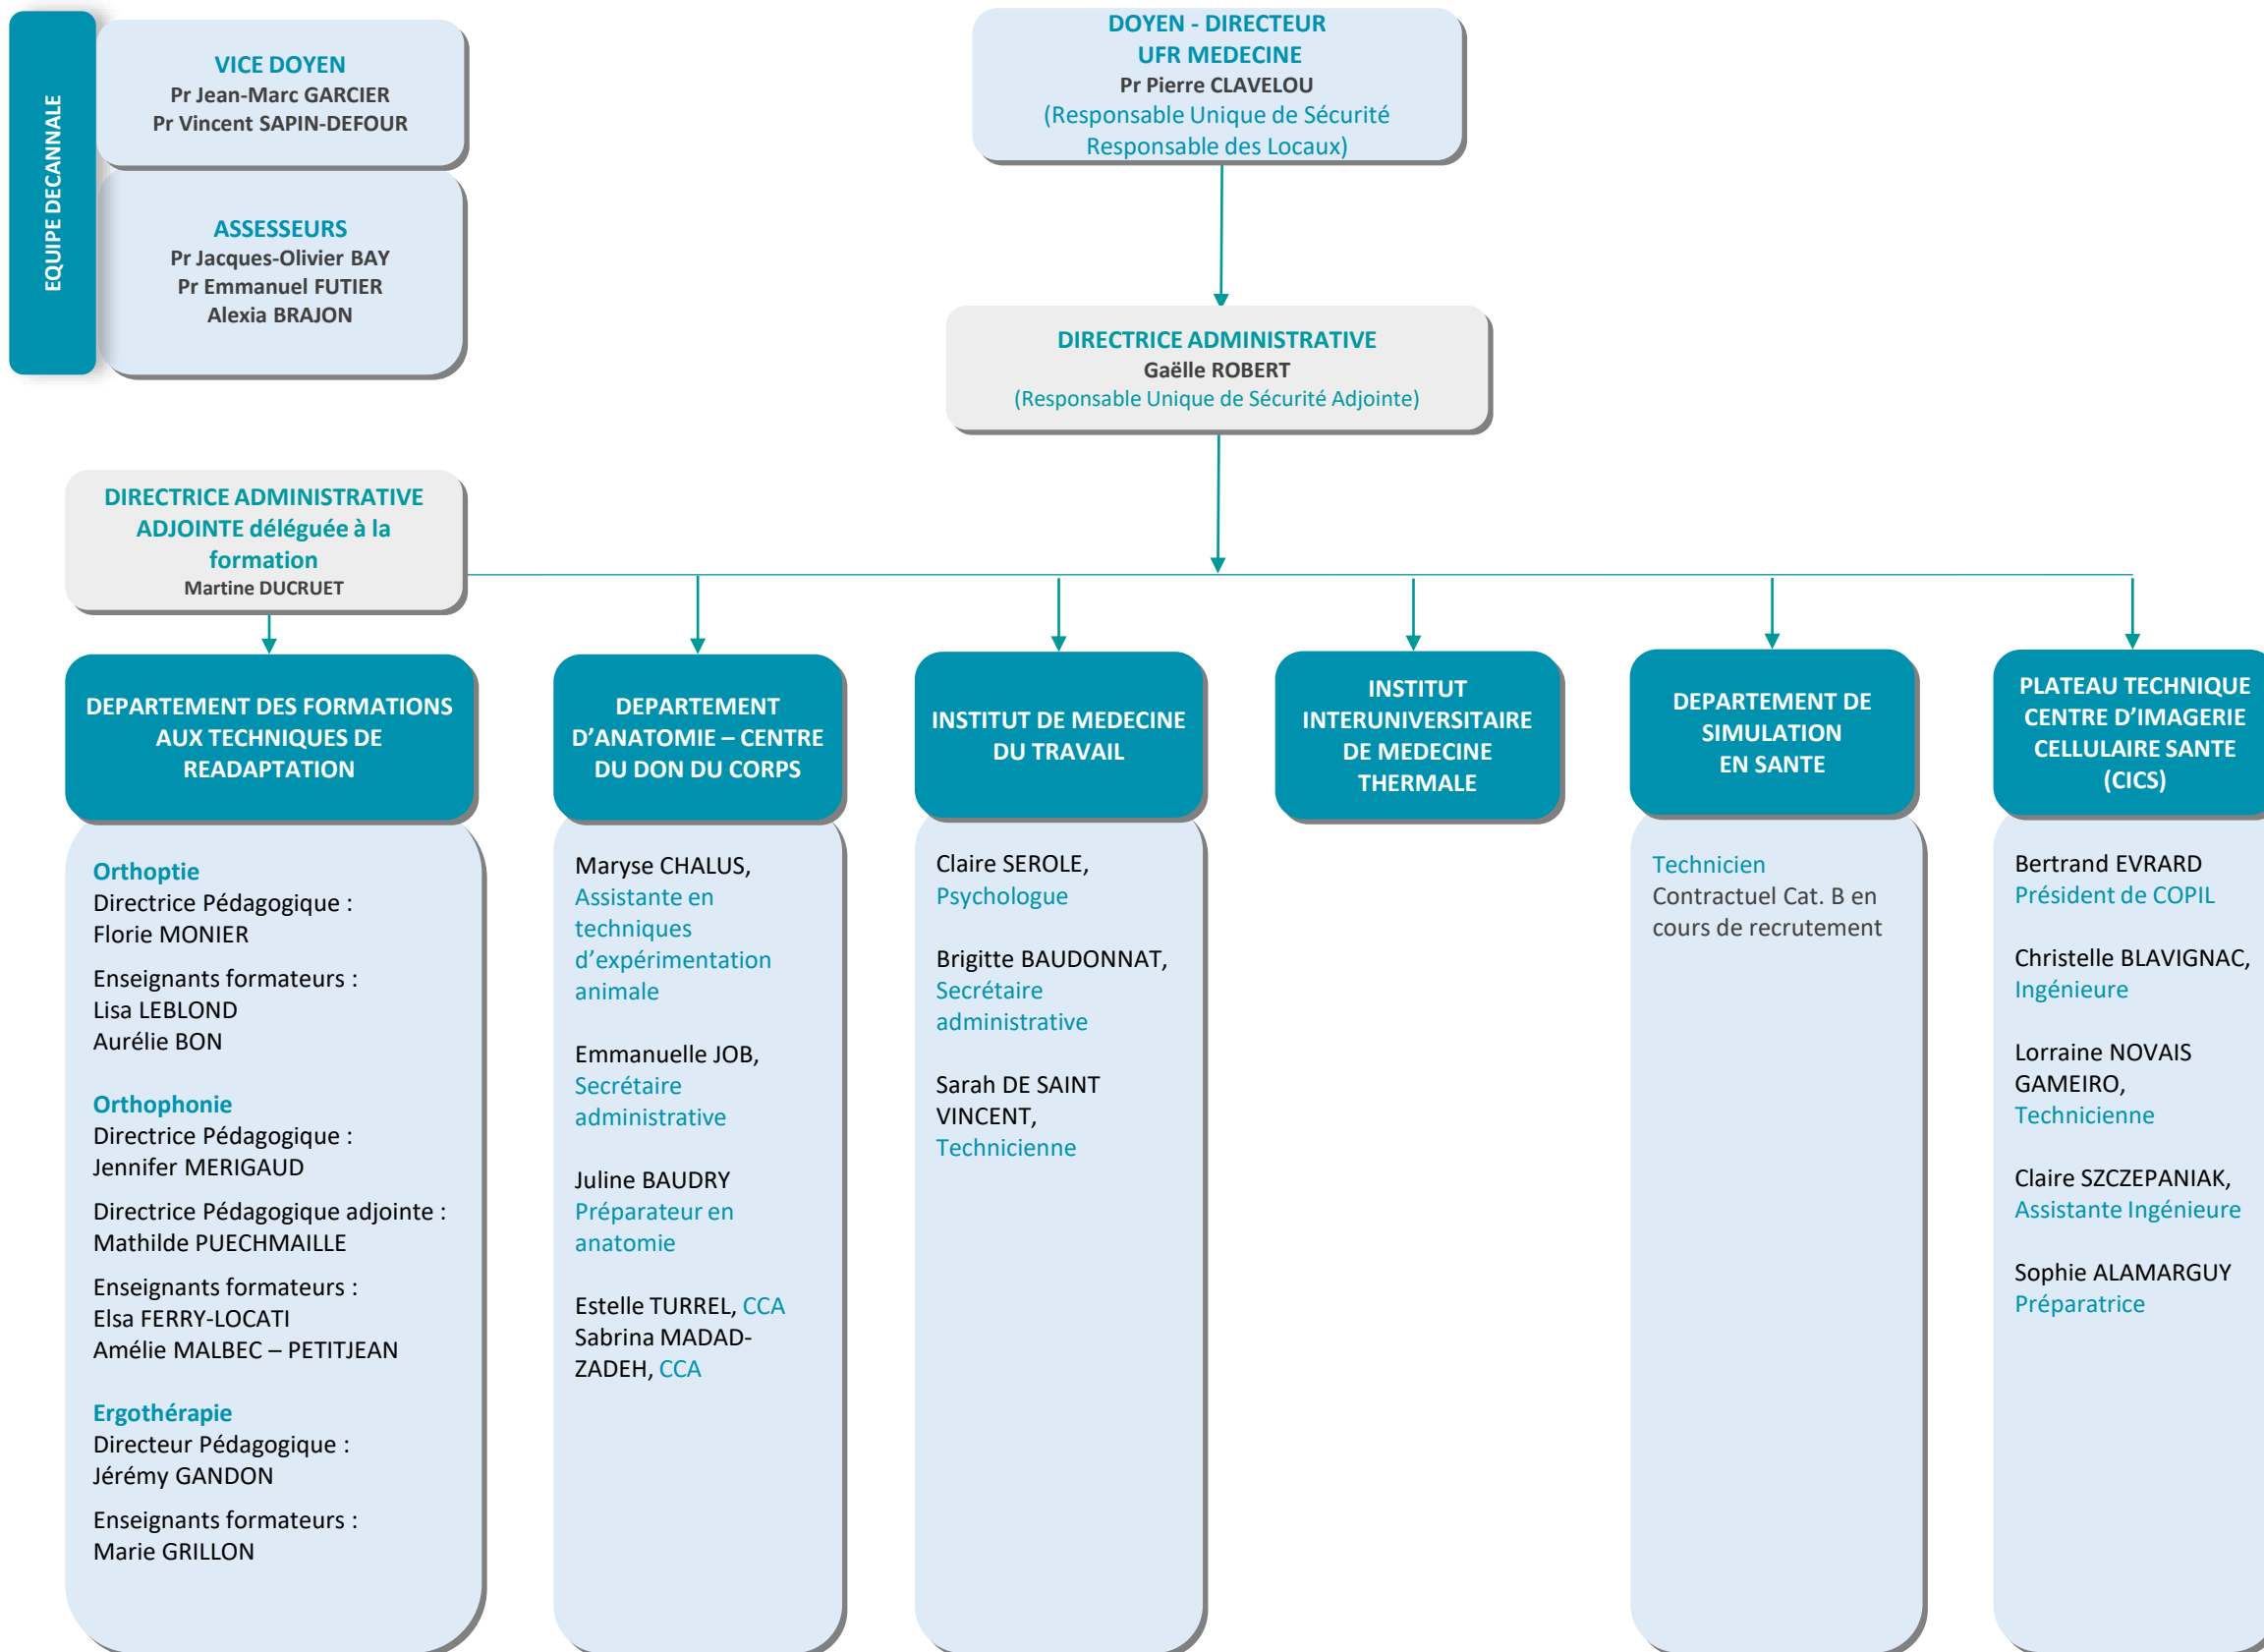 EQUIPE DECANNALE
VICE DOYEN
Pr Jean-Marc GARCIER
Pr Vincent SAPIN-DEFOUR
ASSESSEURS
Pr Jacques-Olivier BAY
Pr Emmanuel FUTIER
Alexia BRAJON
DOYEN - DIRECTEUR
UFR MEDECINE
Pr Pierre CLAVELOU
(Responsable Unique de Sécurité
Responsable des Locaux)
DIRECTRICE ADMINISTRATIVE
Gaëlle ROBERT
(Responsable Unique de Sécurité Adjointe)
DIRECTRICE ADMINISTRATIVE
ADJOINTE déléguée à la
formation
Martine DUCRUET
DEPARTEMENT DES FORMATIONS
AUX TECHNIQUES DE
READAPTATION
Orthoptie
Directrice Pédagogique :
Florie MONIER
Enseignants formateurs :
Lisa LEBLOND
Aurélie BON
Orthophonie
Directrice Pédagogique :
Jennifer MERIGAUD
Directrice Pédagogique adjointe :
Mathilde PUECHMAILLE
Enseignants formateurs :
Elsa FERRY-LOCATI
Amélie MALBEC – PETITJEAN
Ergothérapie
Directeur Pédagogique :
Jérémy GANDON
Enseignants formateurs :
Marie GRILLON
DEPARTEMENT
D’ANATOMIE – CENTRE
DU DON DU CORPS
Maryse CHALUS,
Assistante en
techniques
d’expérimentation
animale
Emmanuelle JOB,
Secrétaire
administrative
Juline BAUDRY
Préparateur en
anatomie
Estelle TURREL, CCA
Sabrina MADAD-
ZADEH, CCA
INSTITUT DE MEDECINE
DU TRAVAIL
Claire SEROLE,
Psychologue
Brigitte BAUDONNAT,
Secrétaire
administrative
Sarah DE SAINT
VINCENT,
Technicienne
INSTITUT
INTERUNIVERSITAIRE
DE MEDECINE
THERMALE
DEPARTEMENT DE
SIMULATION
EN SANTE
Technicien
Contractuel Cat. B en
cours de recrutement
PLATEAU TECHNIQUE
CENTRE D’IMAGERIE
CELLULAIRE SANTE
(CICS)
Bertrand EVRARD
Président de COPIL
Christelle BLAVIGNAC,
Ingénieure
Lorraine NOVAIS
GAMEIRO,
Technicienne
Claire SZCZEPANIAK,
Assistante Ingénieure
Sophie ALAMARGUY
Préparatrice